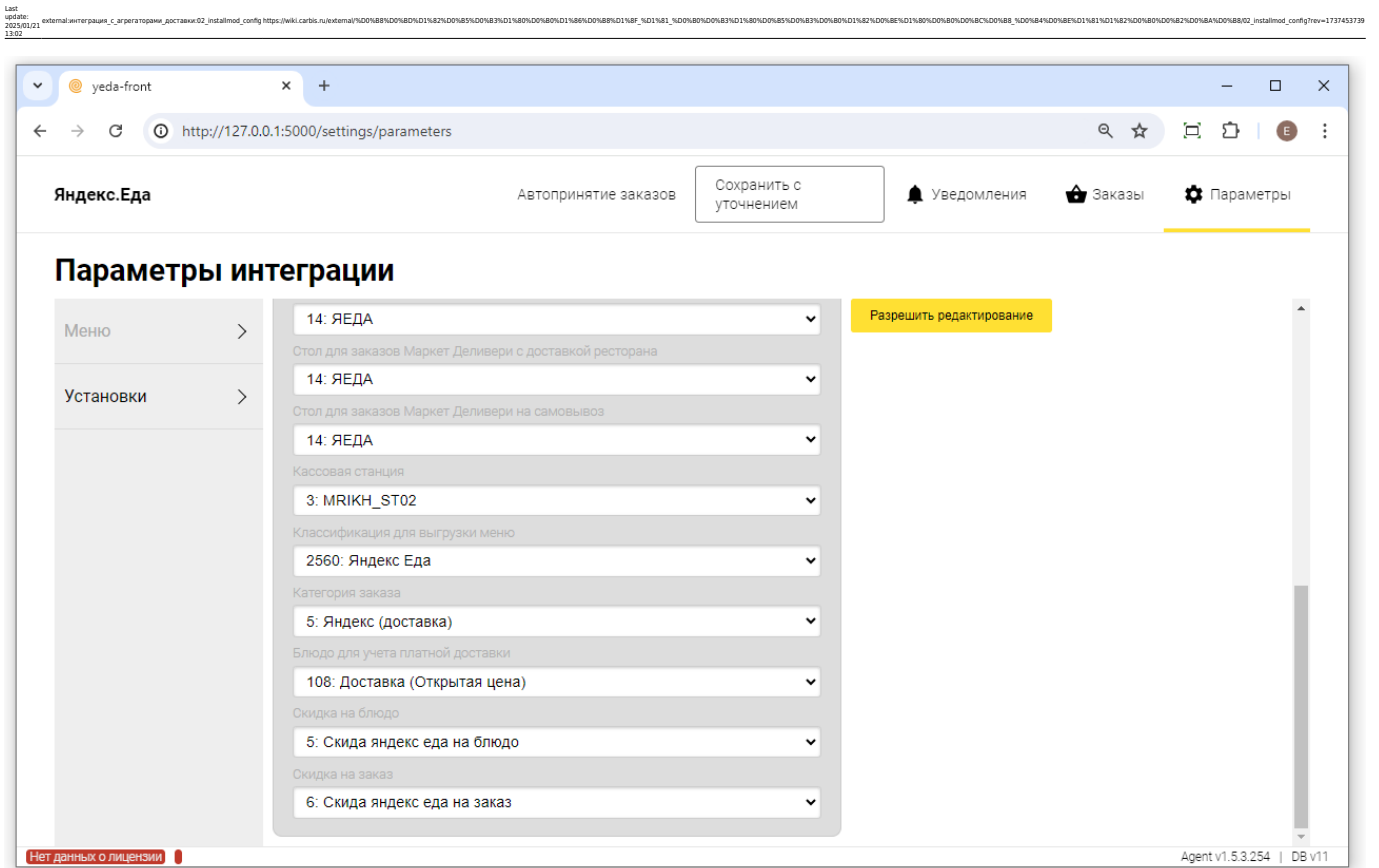 Last
update:
2025/01/21
13:02
external:интеграция_с_агрегаторами_доставки:02_installmod_config https://wiki.carbis.ru/external/%D0%B8%D0%BD%D1%82%D0%B5%D0%B3%D1%80%D0%B0%D1%86%D0%B8%D1%8F_%D1%81_%D0%B0%D0%B3%D1%80%D0%B5%D0%B3%D0%B0%D1%82%D0%BE%D1%80%D0%B0%D0%BC%D0%B8_%D0%B4%D0%BE%D1%81%D1%82%D0%B0%D0%B2%D0%BA%D0%B8/02_installmod_config?rev=1737453739
yeda-front
http://127.0.0.1:5000/settings/parameters
E
Яндекс.Еда
Автопринятие заказов
Сохранить с
уточнением
Уведомления
Заказы
Параметры
Параметры интеграции
Меню
Установки
14: ЯЕДА
Разрешить редактирование
Стол для заказов Маркет Деливери с доставкой ресторана
14: ЯЕДА
Стол для заказов Маркет Деливери на самовывоз
14: ЯЕДА
Кассовая станция
3: MRIKH_ST02
Классификация для выгрузки меню
2560: Яндекс Еда
Категория заказа
5: Яндекс (доставка)
Блюдо для учета платной доставки
108: Доставка (Открытая цена)
Скидка на блюдо
5: Скида яндекс еда на блюдо
Скидка на заказ
6: Скида яндекс еда на заказ
Нет данных о лицензии
Agent v1.5.3.254 | DB v11